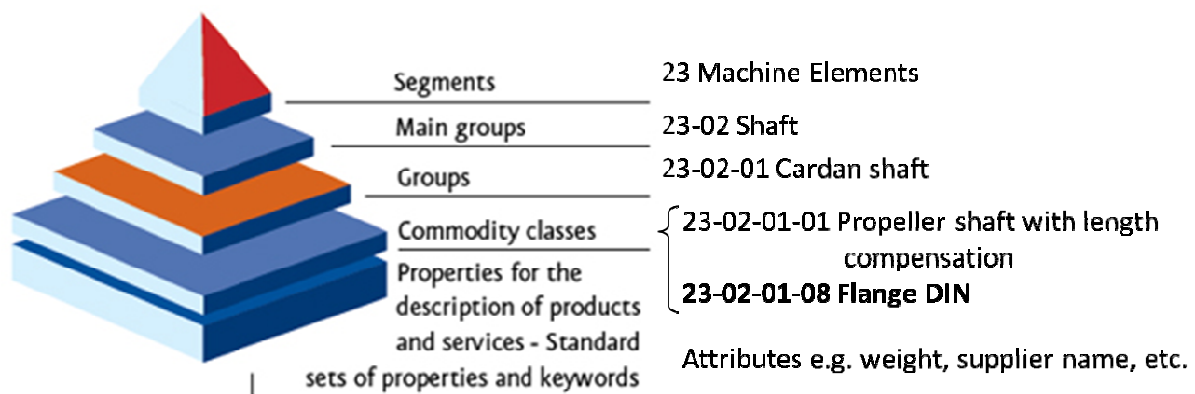 Segments
23 Machine Elements
Main groups
23-02 Shaft
Groups
23-02-01 Cardan shaft
Commodity classes
23-02-01-01 Propeller shaft with length
compensation
23-02-01-08 Flange DIN
Properties for the
description of products
and services - Standard
sets of properties and keywords
Attributes e.g. weight, supplier name, etc.